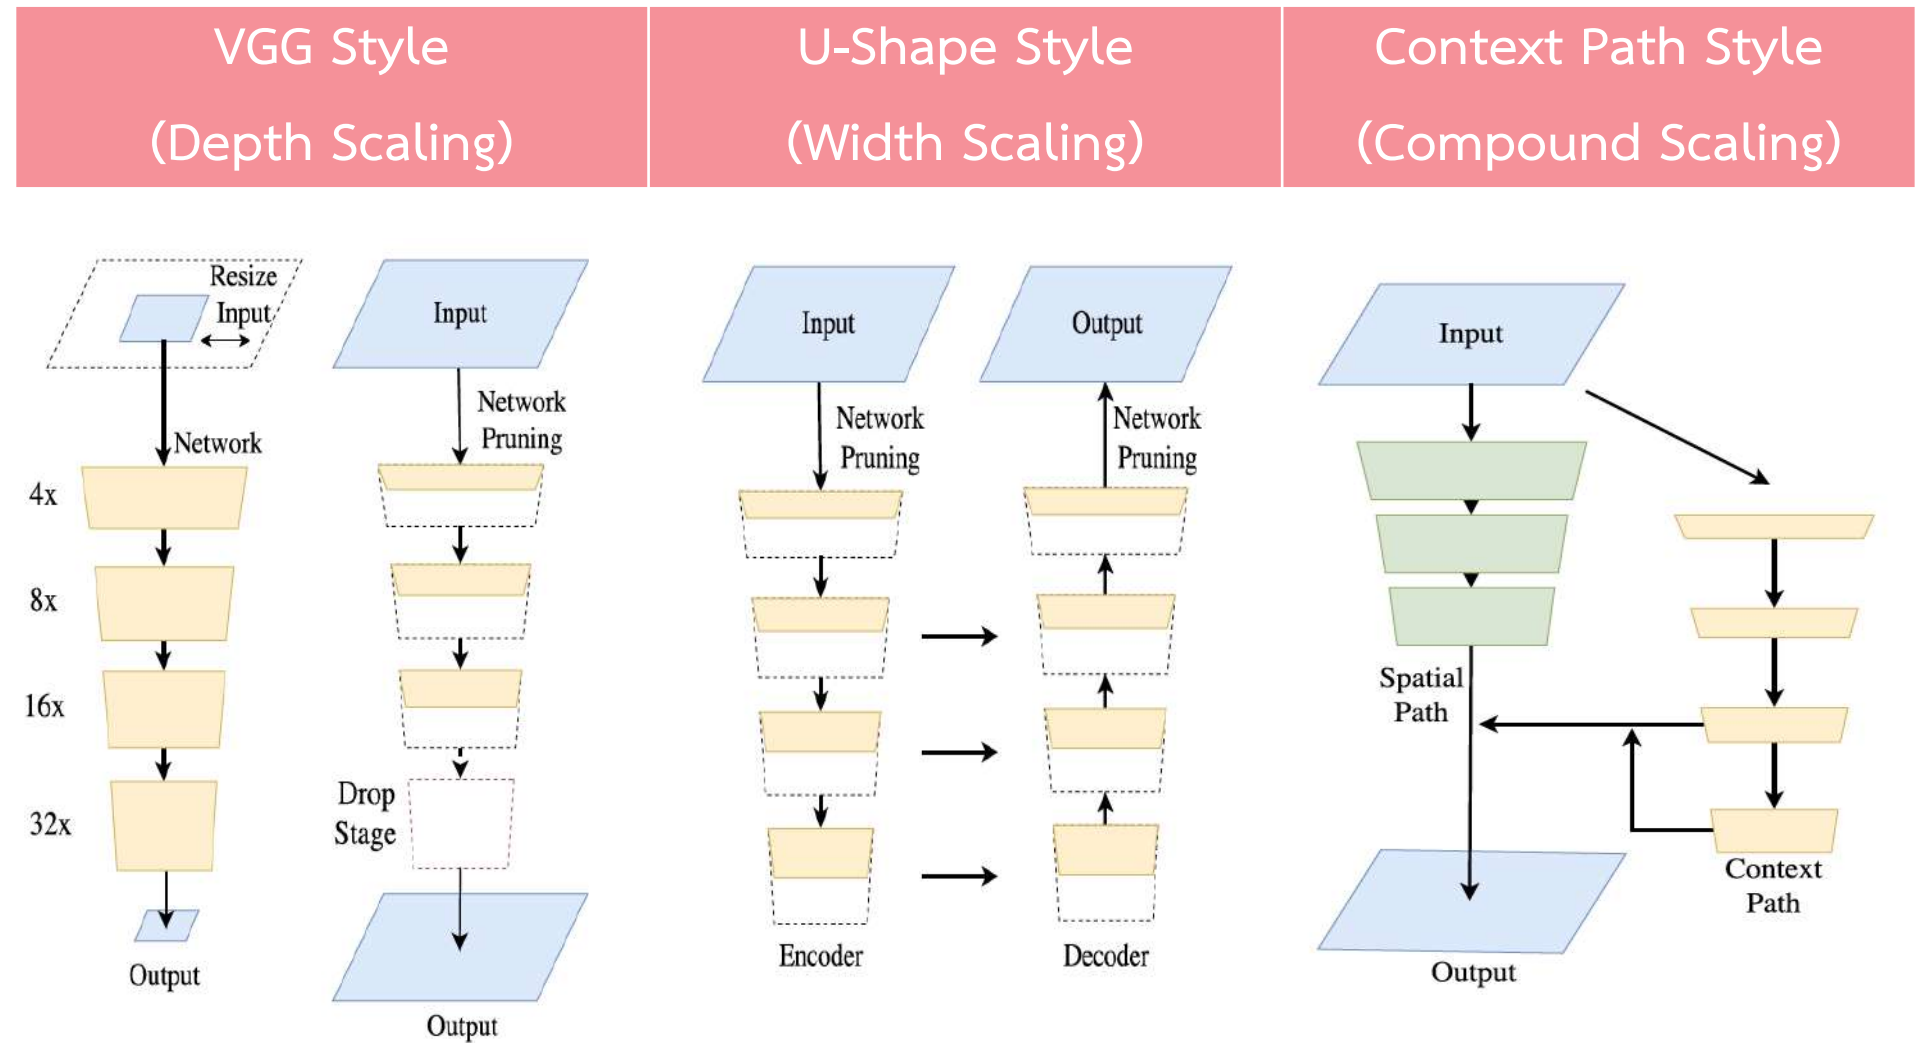 VGG Style
(Depth Scaling)
U-Shape Style
(Width Scaling)
Context Path Style
(Compound Scaling)
Resize
Input
Network
4x
8x
16x
32x
Output
Input
Network
Pruning
Drop
Stage
Output
Input
Network
Pruning
Encoder
Output
Network
Pruning
Decoder
Input
Spatial
Path
Context
Path
Output